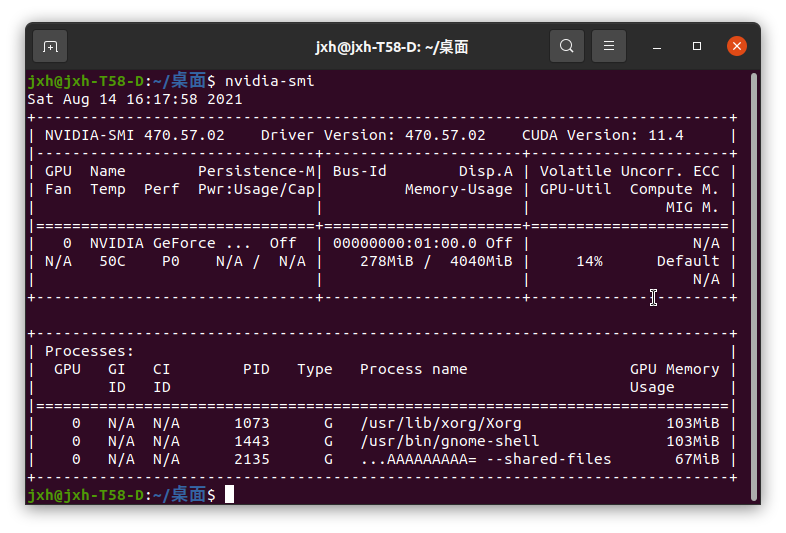 jxh@jxh-T58-D: ~/桌面
jxh@jxh-T58-D:~/桌面$ nvidia-smi
Sat Aug 14 16:17:58 2021
+-----------------------------------------------------------------------------+
| NVIDIA-SMI 470.57.02    Driver Version: 470.57.02    CUDA Version: 11.4     |
|-------------------------------+----------------------+----------------------+
| GPU  Name        Persistence-M| Bus-Id        Disp.A | Volatile Uncorr. ECC |
| Fan  Temp  Perf  Pwr:Usage/Cap|         Memory-Usage | GPU-Util  Compute M. |
|                               |                      |               MIG M. |
|===============================+======================+======================|
|   0  NVIDIA GeForce ...  Off  | 00000000:01:00.0 Off |                  N/A |
| N/A   50C    P0    N/A /  N/A |    278MiB /  4040MiB |     14%      Default |
|                               |                      |                  N/A |
+-------------------------------+----------------------+----------------------+
+-----------------------------------------------------------------------------+
| Processes:                                                                  |
|  GPU   GI   CI        PID   Type   Process name                  GPU Memory |
|        ID   ID                                                   Usage      |
|=============================================================================|
|    0   N/A  N/A      1073      G   /usr/lib/xorg/Xorg                103MiB |
|    0   N/A  N/A      1443      G   /usr/bin/gnome-shell              103MiB |
|    0   N/A  N/A      2135      G   ...AAAAAAAAA= --shared-files       67MiB |
+-----------------------------------------------------------------------------+
jxh@jxh-T58-D:~/桌面$